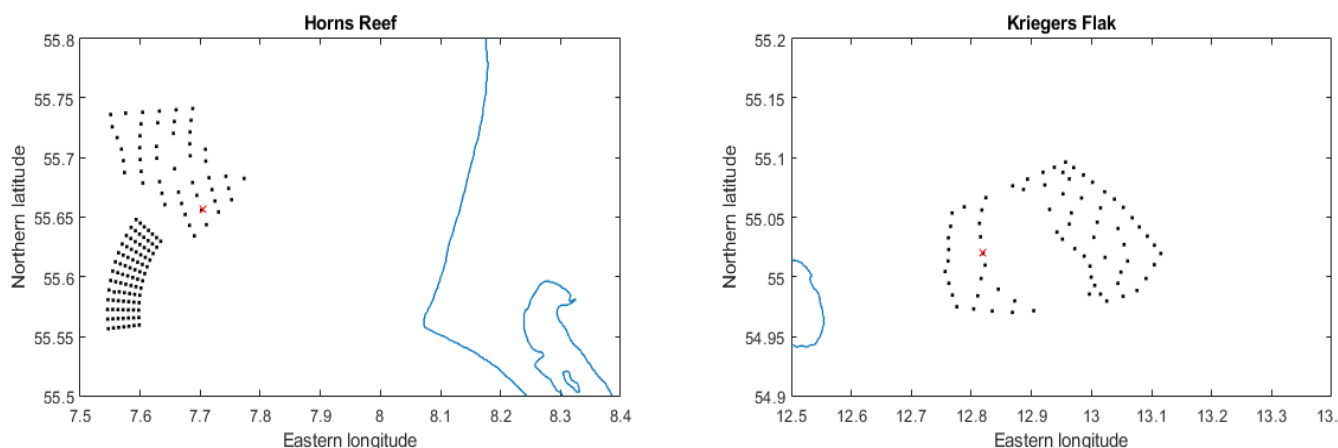 Horns Reef
55.8
55.75
55.7
55.65
55.6
55.55
55.5
7.5 7.6 7.7 7.8 7.9 8 8.1 8.2 8.3 8.4
Northern latitude
Eastern longitude
Kriegers Flak
55.2
55.15
55.1
55.05
55
54.95
54.9
12.5 12.6 12.7 12.8 12.9 13 13.1 13.2 13.3 13.
Northern latitude
Eastern longitude